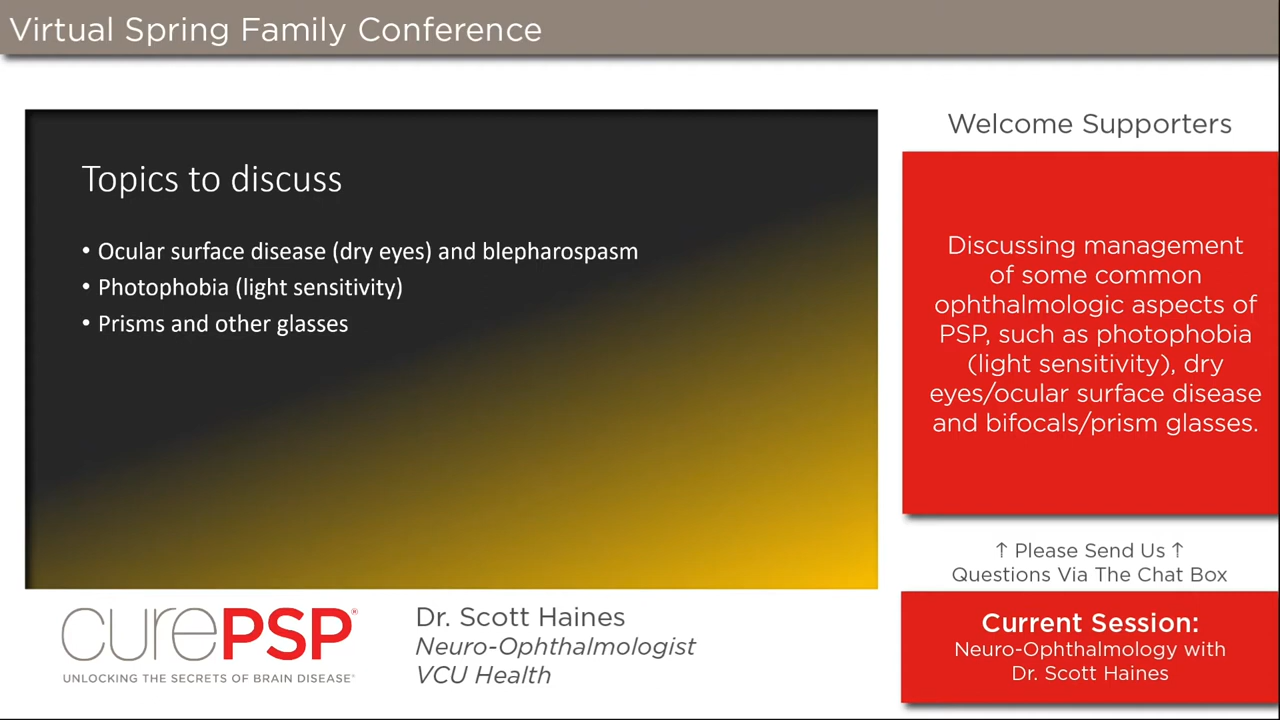 Virtual Spring Family Conference
Topics to discuss
• Ocular surface disease (dry eyes) and blepharospasm
• Photophobia (light sensitivity)
• Prisms and other glasses
Welcome Supporters
Discussing management
of some common
ophthalmologic aspects of
PSP, such as photophobia
(light sensitivity), dry
eyes/ocular surface disease
and bifocals/prism glasses.
↑ Please Send Us ↑
Questions Via The Chat Box
Current Session:
Neuro-Ophthalmology with
Dr. Scott Haines
curePSP®
UNLOCKING THE SECRETS OF BRAIN DISEASE®
Dr. Scott Haines
Neuro-Ophthalmologist
VCU Health